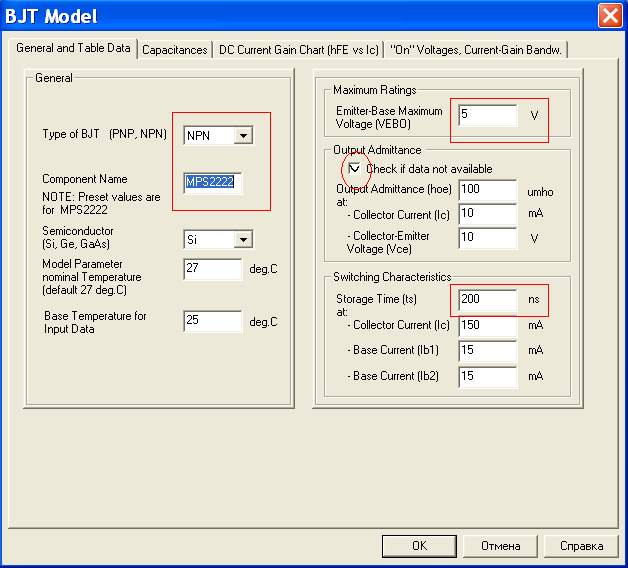 BJT Model
General and Table Data
Capacitances
DC Current Gain Chart (hFE vs Ic)
"On" Voltages, Current-Gain Bandw.
General
Type of BJT (PNP, NPN)
NPN
Component Name
MPS2222
NOTE: Preset values are
for MPS2222
Semiconductor
(Si, Ge, GaAs)
Si
Model Parameter
nominal Temperature
(default 27 deg.C)
27
deg.C
Base Temperature for
Input Data
25
deg.C
Maximum Ratings
Emitter-Base Maximum
Voltage (VEBO)
5
V
Output Admittance
Check if data not available
Output Admittance (hoe)
at:
100
umho
- Collector Current (Ic)
10
mA
- Collector-Emitter
Voltage (Vce)
10
V
Switching Characteristics
Storage Time (ts)
at:
200
ns
- Collector Current (Ic)
150
mA
- Base Current (Ib1)
15
mA
- Base Current (Ib2)
15
mA
OK
Отмена
Справка